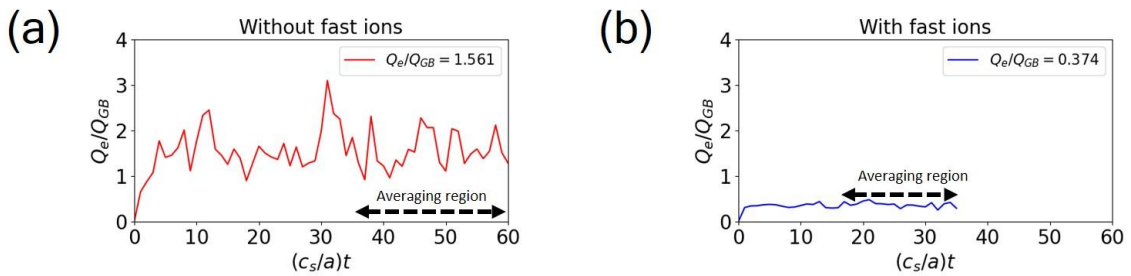 (a)
Without fast ions
Q_e/Q_GB = 1.561
4
3
2
1
0
Q_e/Q_GB
Averaging region
0 10 20 30 40 50 60
(c_s/a)t
(b)
With fast ions
Q_e/Q_GB = 0.374
4
3
2
1
0
Q_e/Q_GB
Averaging region
0 10 20 30 40 50 60
(c_s/a)t